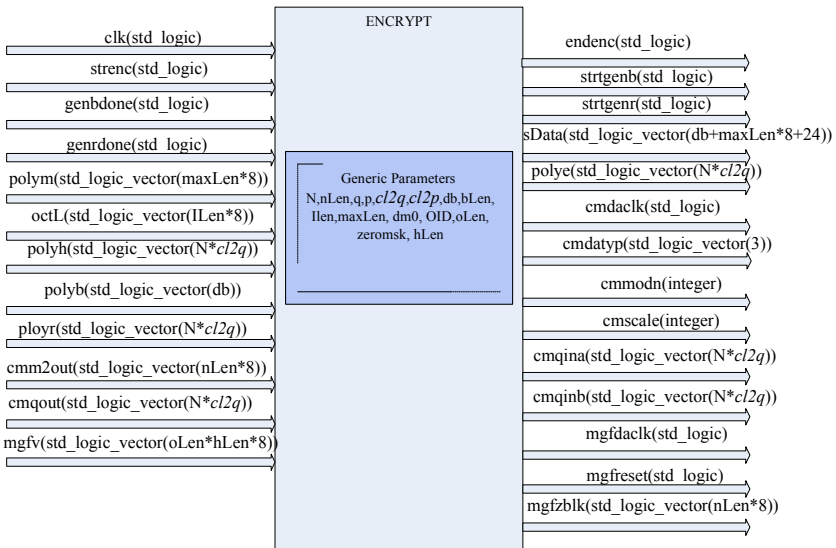 ENCRYPT
clk(std_logic)
strenc(std_logic)
genbdone(std_logic)
genrdone(std_logic)
polym(std_logic_vector(maxLen*8))
octL(std_logic_vector(ILen*8))
polyh(std_logic_vector(N*cl2q))
polyb(std_logic_vector(db))
ployr(std_logic_vector(N*cl2q))
cmm2out(std_logic_vector(nLen*8))
cmqout(std_logic_vector(N*cl2q))
mgfv(std_logic_vector(oLen*hLen*8))
Generic Parameters
N,nLen,q,p,cl2q,cl2p,db,bLen,
Ilen,maxLen, dm0, OID,oLen,
zeromsk, hLen
endenc(std_logic)
strtgenb(std_logic)
strtgenr(std_logic)
sData(std_logic_vector(db+maxLen*8+24))
polye(std_logic_vector(N*cl2q))
cmdaclk(std_logic)
cmdatyp(std_logic_vector(3))
cmmodn(integer)
cmscale(integer)
cmqina(std_logic_vector(N*cl2q))
cmqinb(std_logic_vector(N*cl2q))
mgfdaclk(std_logic)
mgfreset(std_logic)
mgfzblk(std_logic_vector(nLen*8))